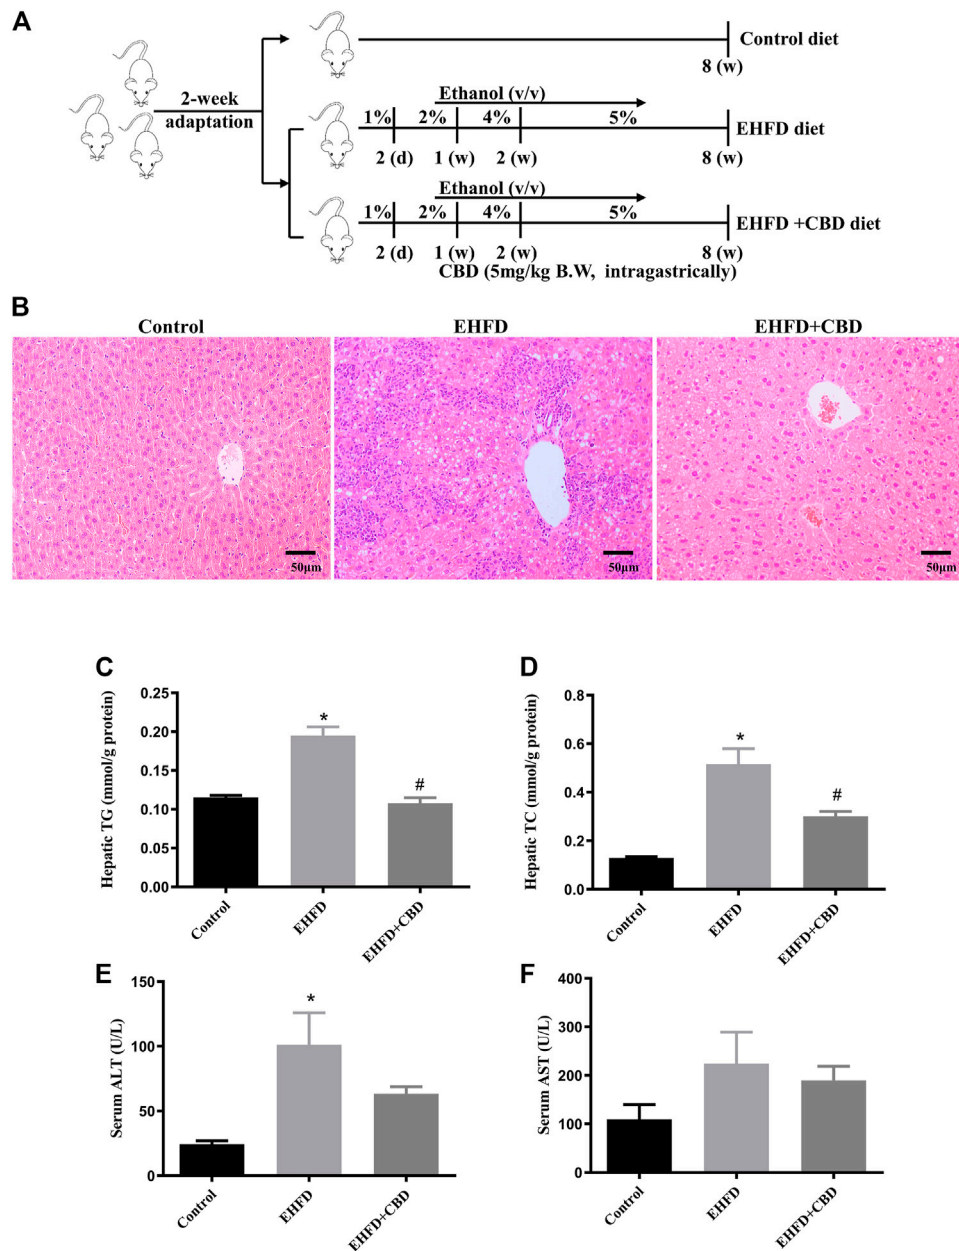 A
Control diet
8 (w)
2-week
adaptation
Ethanol (v/v)
1% 2% 4% 5%
EHFD diet
2 (d) 1 (w) 2 (w) 8 (w)
Ethanol (v/v)
1% 2% 4% 5%
EHFD +CBD diet
2 (d) 1 (w) 2 (w) 8 (w)
CBD (5mg/kg B.W, intragastrically)
B
Control EHFD EHFD+CBD
50μm 50μm 50μm
C
Hepatic TG (mmol/g protein)
0.25
0.20
0.15
0.10
0.05
0.00
*
#
Control EHFD EHFD+CBD
D
Hepatic TC (mmol/g protein)
0.8
0.6
0.4
0.2
0.0
*
#
Control EHFD EHFD+CBD
E
Serum ALT (U/L)
150
100
50
0
*
Control EHFD EHFD+CBD
F
Serum AST (U/L)
400
300
200
100
0
Control EHFD EHFD+CBD